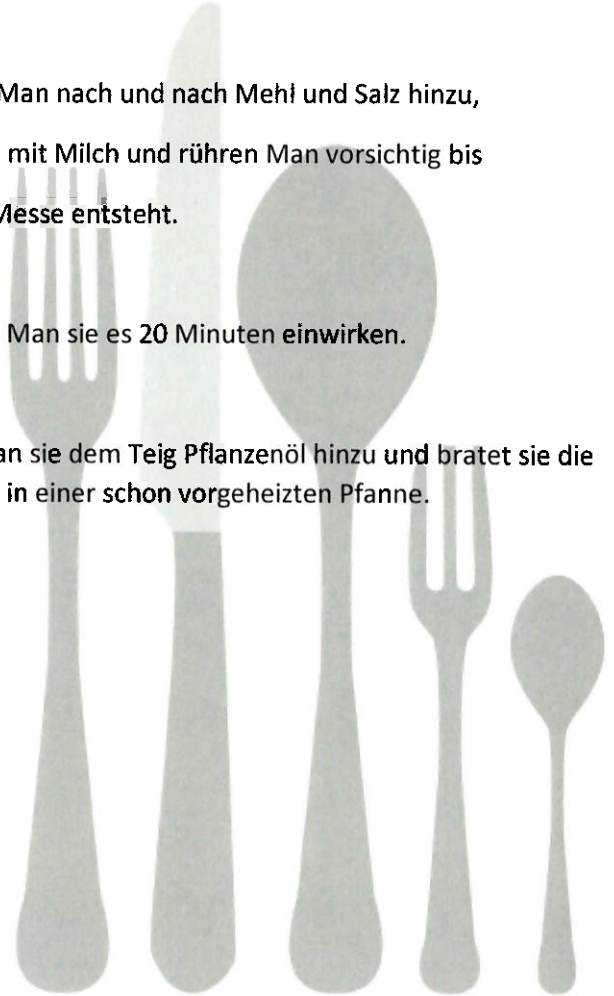 Man nach und nach Mehl und Salz hinzu,
mit Milch und rühren Man vorsichtig bis
Messe entsteht.
Man sie es 20 Minuten einwirken.
an sie dem Teig Pflanzenöl hinzu und bratet sie die
in einer schon vorgeheizten Pfanne.